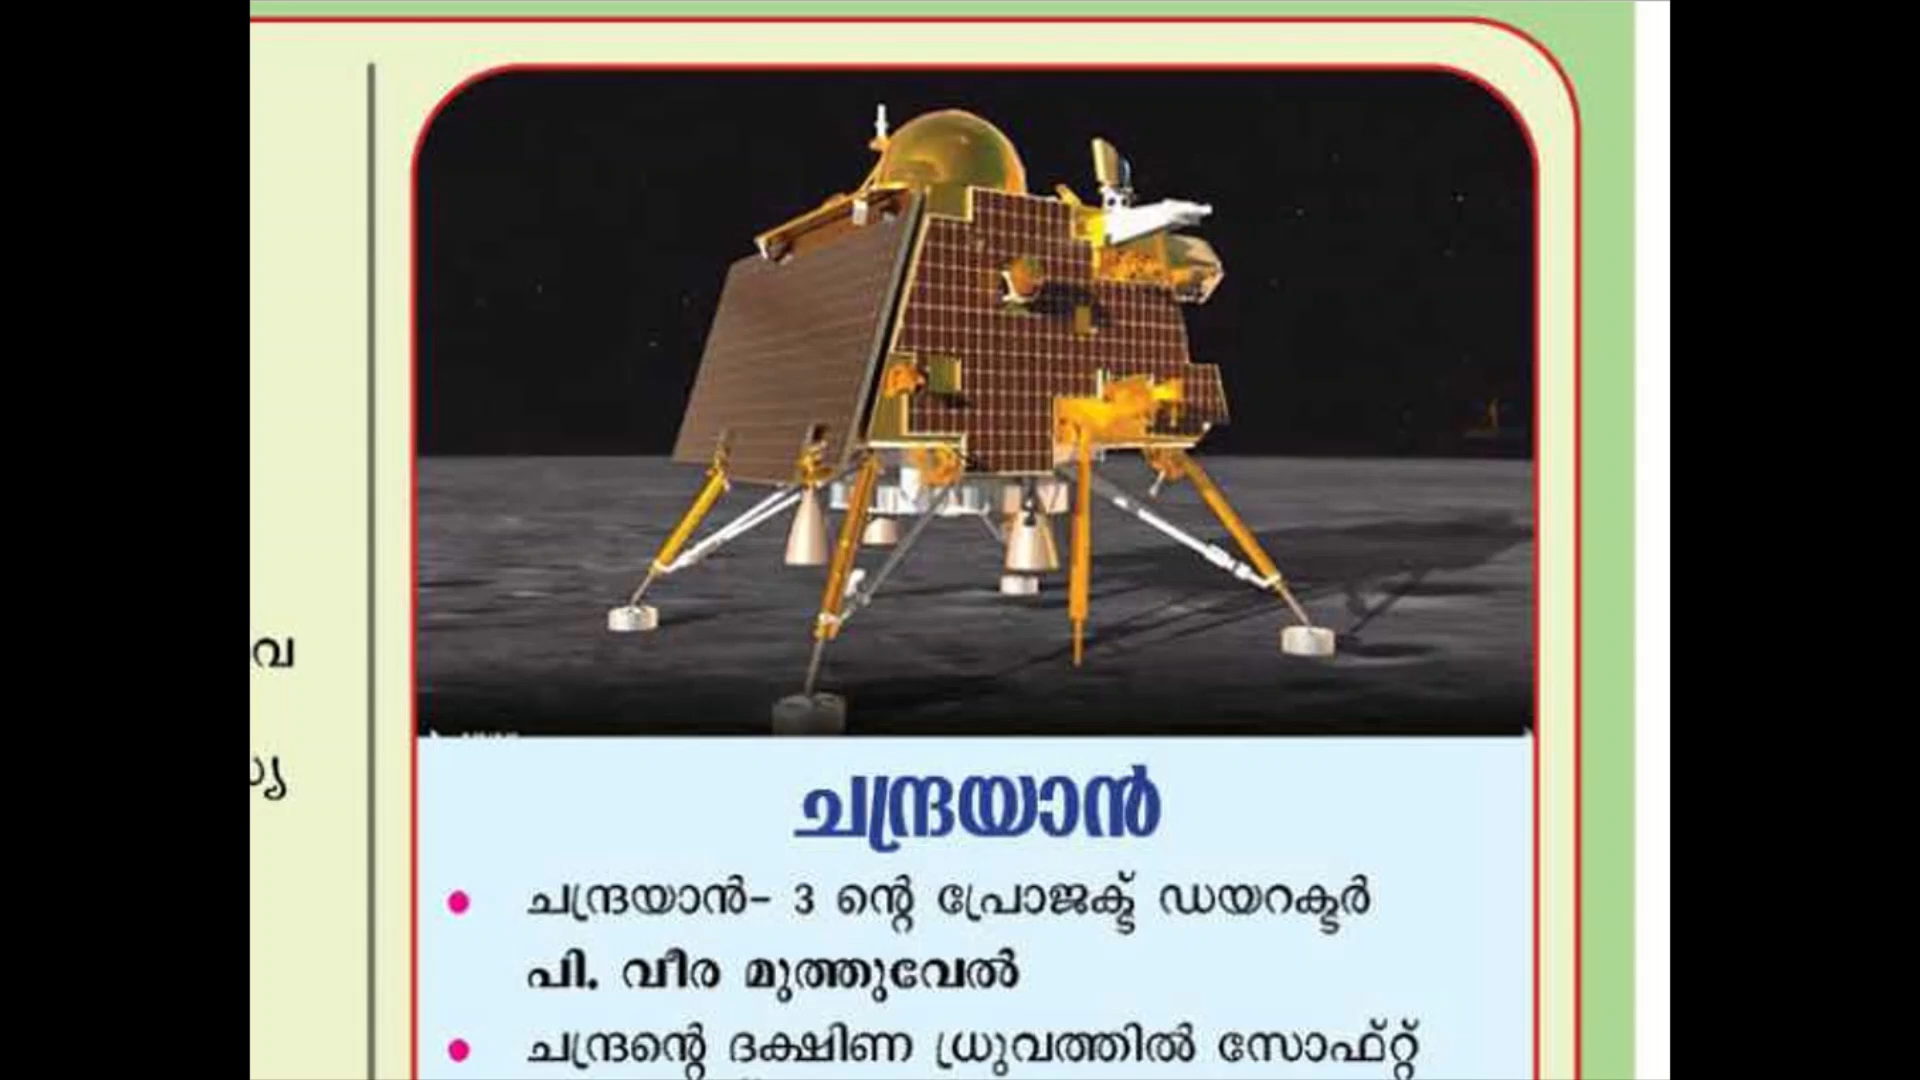 വ
ചന്ദ്രയാൻ
ചന്ദ്രയാൻ- 3 ന്റെ പ്രോജക്ട് ഡയറക്ടർ
പി. വീര മുത്തുവേൽ
ചന്ദ്രന്റെ ദക്ഷിണ ധ്രുവത്തിൽ സോഫ്റ്റ്